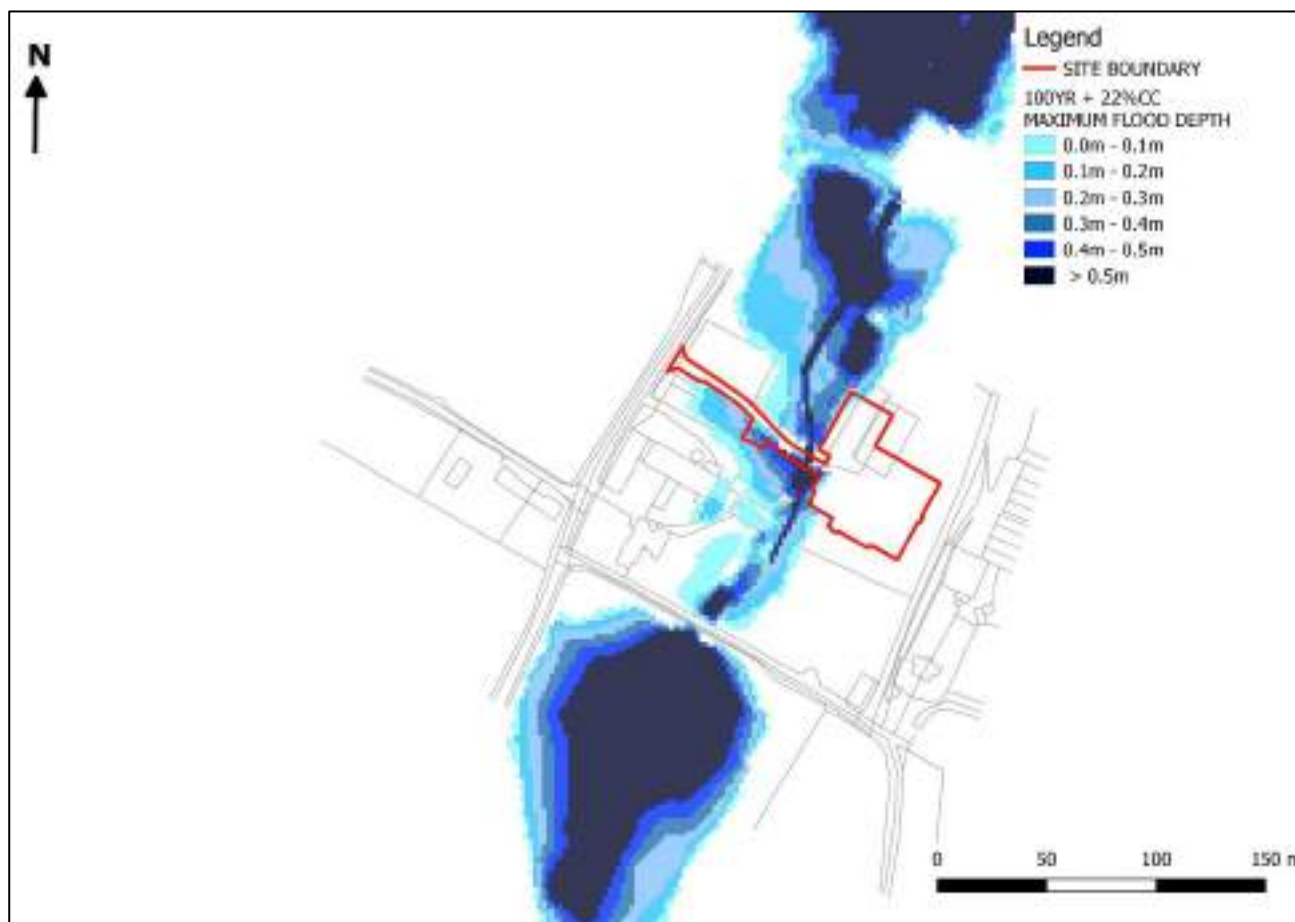 N
Legend
SITE BOUNDARY
100YR + 22%CC
MAXIMUM FLOOD DEPTH
0.0m - 0.1m
0.1m - 0.2m
0.2m - 0.3m
0.3m - 0.4m
0.4m - 0.5m
> 0.5m
0 50 100 150 m